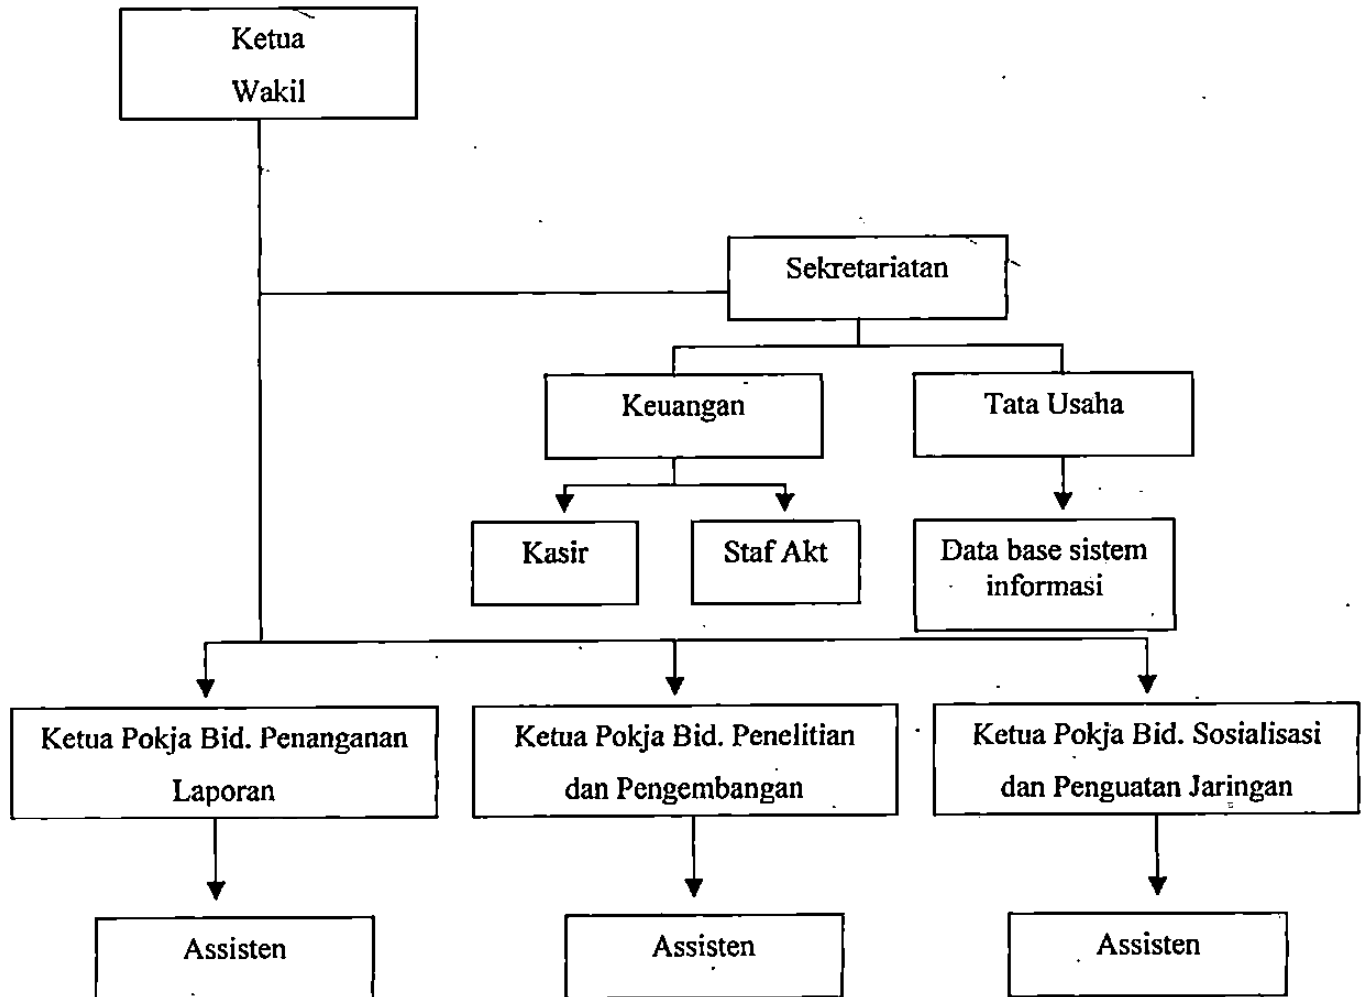 Ketua
Wakil
Sekretariatan
Keuangan
Tata Usaha
Kasir
Staf Akt
Data base sistem
informasi
Ketua Pokja Bid. Penanganan
Laporan
Ketua Pokja Bid. Penelitian
dan Pengembangan
Ketua Pokja Bid. Sosialisasi
dan Penguatan Jaringan
Assisten
Assisten
Assisten